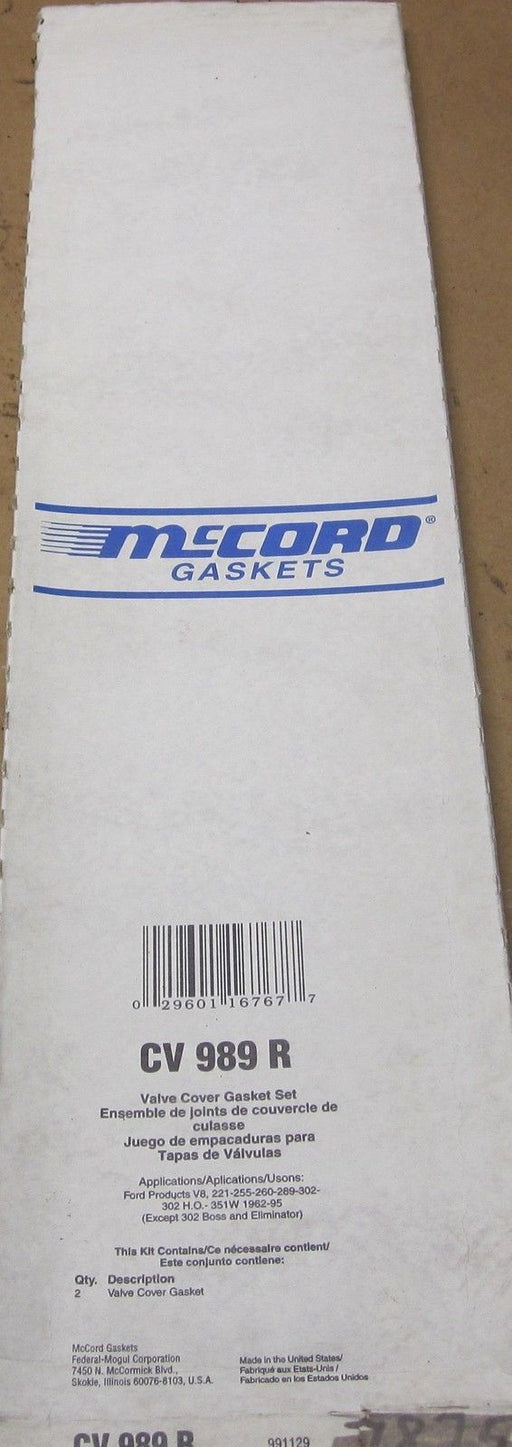 McCORD®
GASKETS
0 29601 16767 7
CV 989 R
Valve Cover Gasket Set
Ensemble de joints de couvercle de
culasse
Juego de empacaduras para
Tapas de Válvulas
Applications/Aplications/Usons:
Ford Products V8, 221-255-260-289-302-
302 H.O.- 351W 1962-95
(Except 302 Boss and Eliminator)
This Kit Contains/Ce nécessaire contient/
Este conjunto contiene:
Qty. Description
2 Valve Cover Gasket
McCord Gaskets
Federal-Mogul Corporation
7450 N. McCormick Blvd.,
Skokie, Illinois 60076-8103, U.S.A.
Made in the United States/
Fabriqué aux Etats-Unis /
Fabricado en los Estados Unidos
CV 989 R 991129